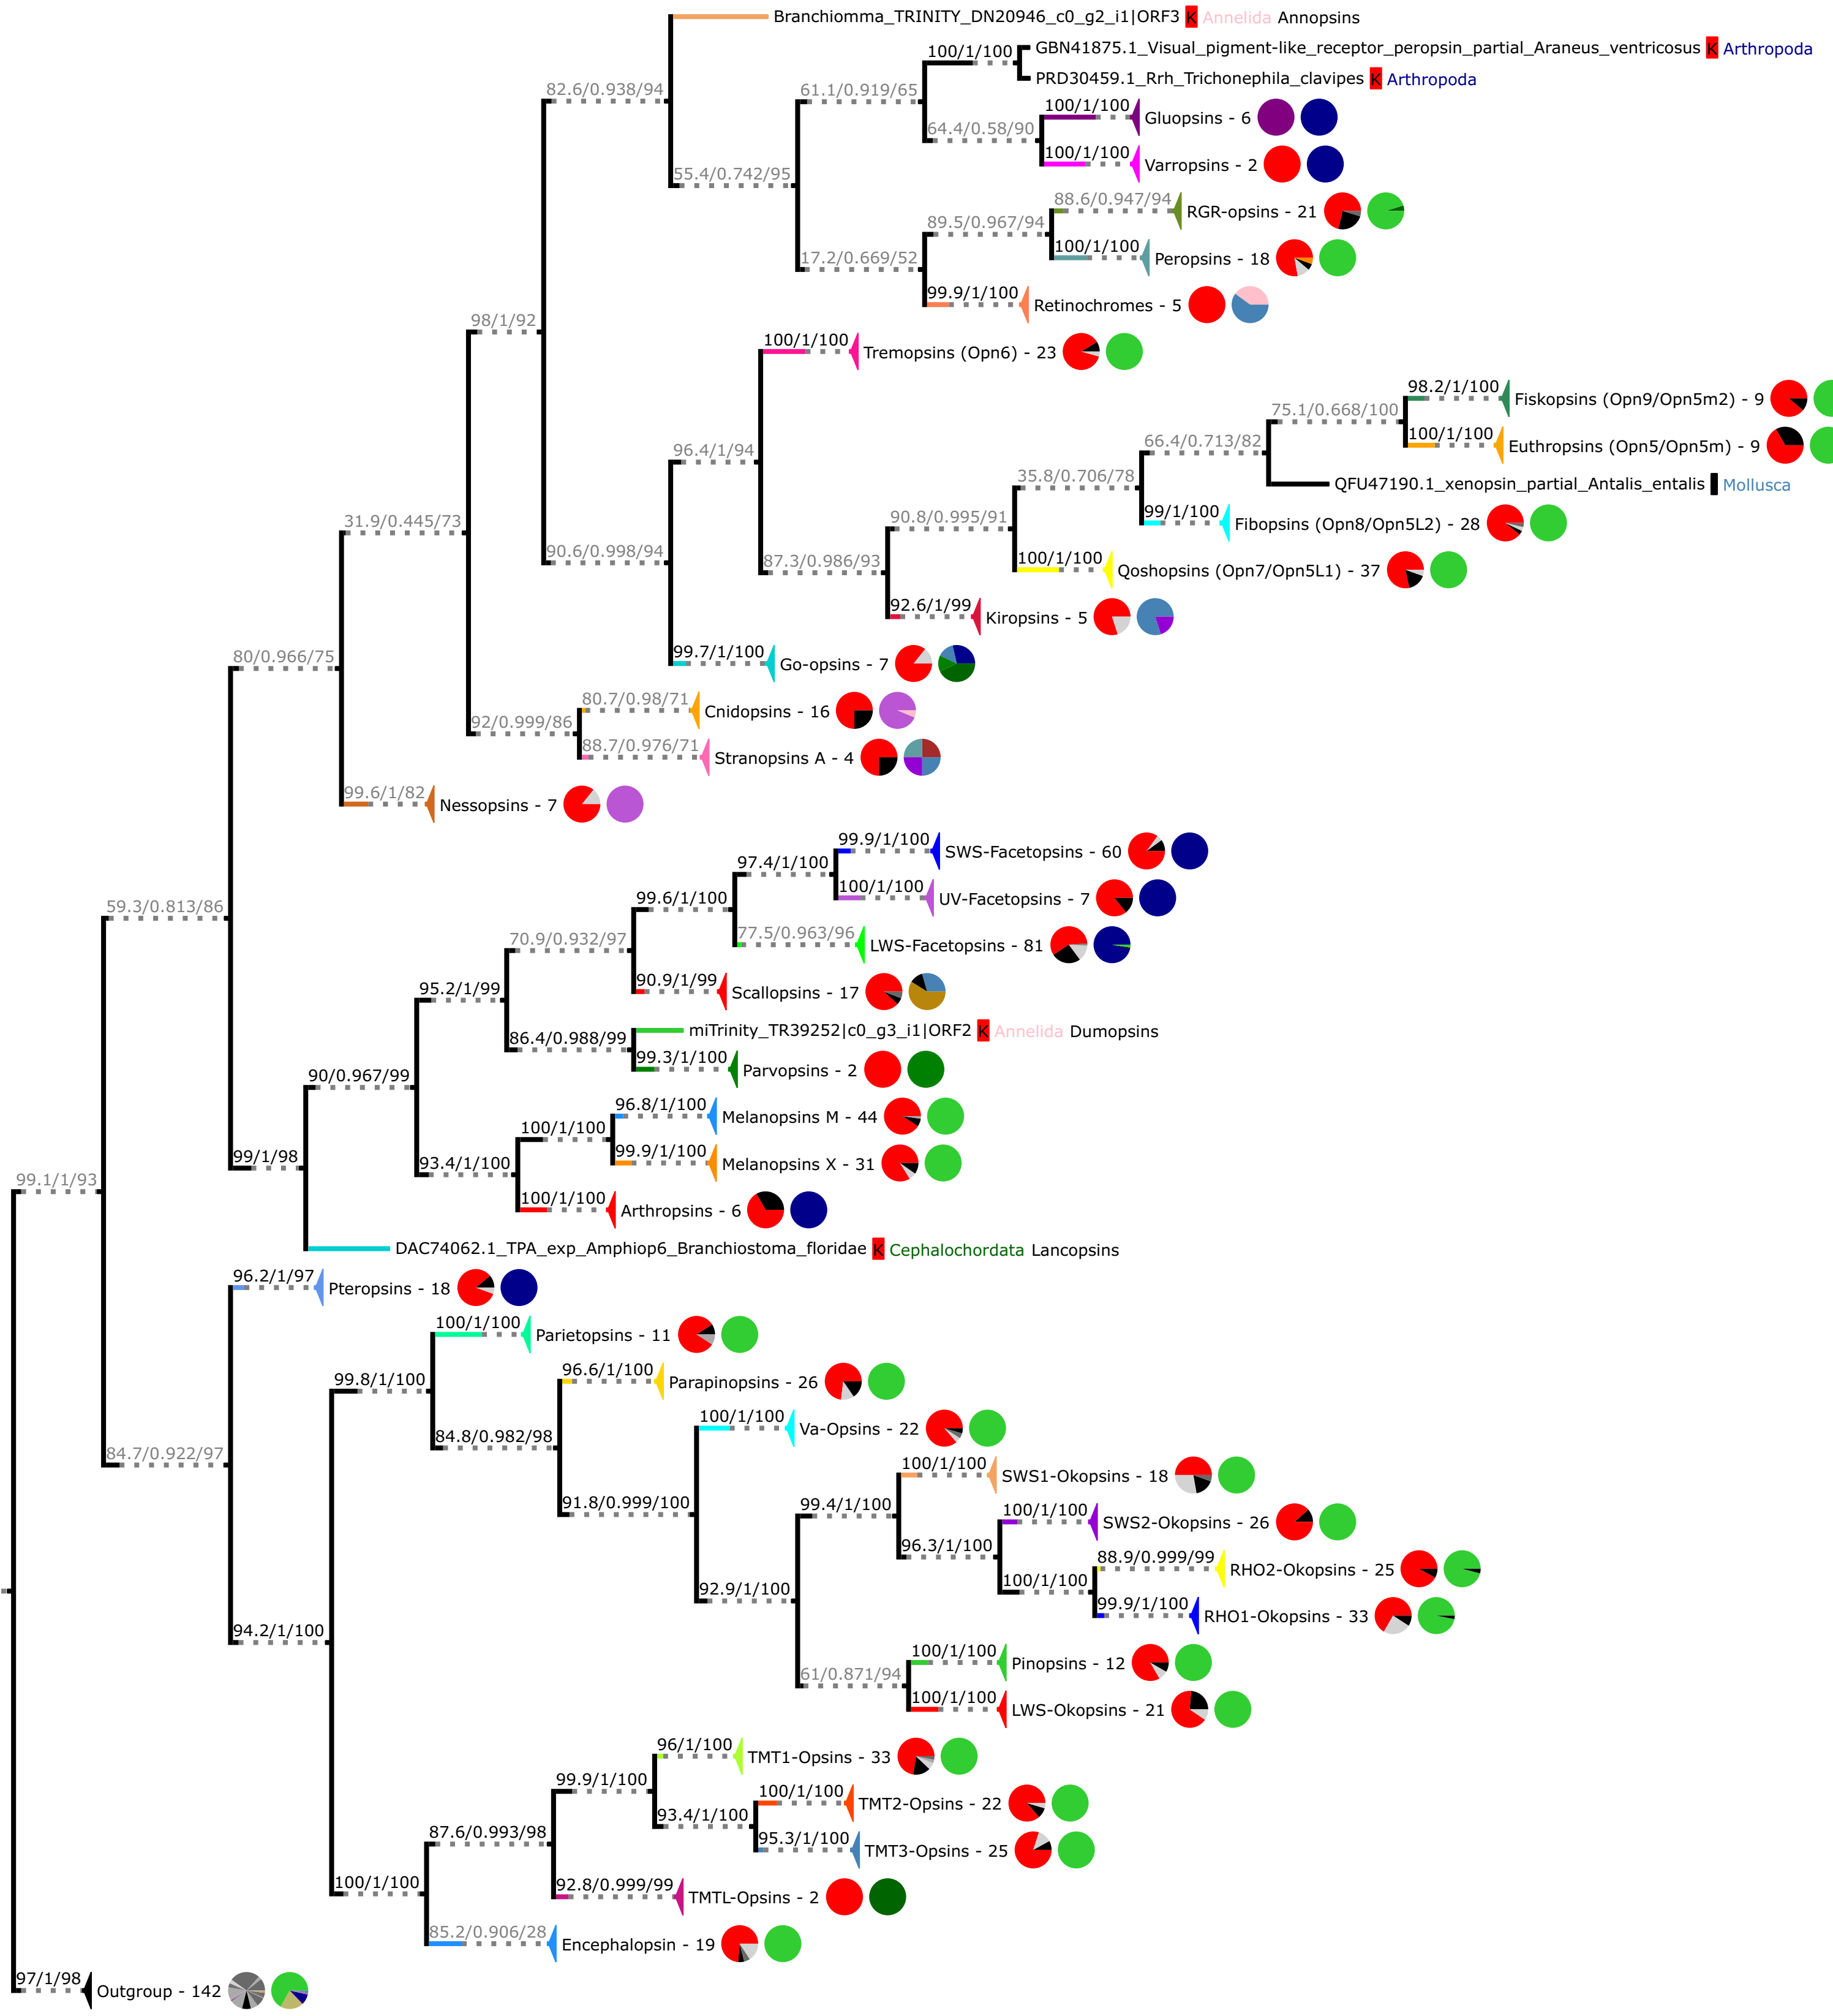 Branchiomma_TRINITY_DN20946_c0_g2_i1|ORF3 K Annelida Annopsins
82.6/0.938/94
100/1/100 GBN41875.1_Visual_pigment-like_receptor_peropsin_partial_Araneus_ventricosus K Arthropoda
PRD30459.1_Rrh_Trichonephila_clavipes K Arthropoda
61.1/0.919/65
100/1/100 Gluopsins - 6
64.4/0.58/90
100/1/100 Varropsins - 2
55.4/0.742/95
88.6/0.947/94 RGR-opsins - 21
89.5/0.967/94
100/1/100 Peropsins - 18
17.2/0.669/52
99.9/1/100 Retinochromes - 5
98/1/92
100/1/100 Tremopsins (Opn6) - 23
98.2/1/100 Fiskopsins (Opn9/Opn5m2) - 9
75.1/0.668/100
100/1/100 Euthropsins (Opn5/Opn5m) - 9
66.4/0.713/82
96.4/1/94
QFU47190.1_xenopsin_partial_Antalis_entalis Mollusca
35.8/0.706/78
99/1/100 Fibopsins (Opn8/Opn5L2) - 28
31.9/0.445/73
90.8/0.995/91
90.6/0.998/94
87.3/0.986/93
100/1/100 Qoshopsins (Opn7/Opn5L1) - 37
92.6/1/99 Kiropsins - 5
80/0.966/75
99.7/1/100 Go-opsins - 7
80.7/0.98/71 Cnidopsins - 16
92/0.999/86
88.7/0.976/71 Stranopsins A - 4
99.6/1/82 Nessopsins - 7
99.9/1/100 SWS-Facetopsins - 60
97.4/1/100
100/1/100 UV-Facetopsins - 7
99.6/1/100
59.3/0.813/86
77.5/0.963/96 LWS-Facetopsins - 81
70.9/0.932/97
90.9/1/99 Scallopsins - 17
95.2/1/99
miTrinity_TR39252|c0_g3_i1|ORF2 K Annelida Dumopsins
86.4/0.988/99
99.3/1/100 Parvopsins - 2
90/0.967/99
96.8/1/100 Melanopsins M - 44
100/1/100
99.9/1/100 Melanopsins X - 31
99/1/98
93.4/1/100
99.1/1/93
100/1/100 Arthropsins - 6
DAC74062.1_TPA_exp_Amphiop6_Branchiostoma_floridae K Cephalochordata Lancopsins
96.2/1/97 Pteropsins - 18
100/1/100 Parietopsins - 11
99.8/1/100
96.6/1/100 Parapinopsins - 26
84.8/0.982/98
100/1/100 Va-Opsins - 22
84.7/0.922/97
100/1/100 SWS1-Okopsins - 18
91.8/0.999/100
99.4/1/100
100/1/100 SWS2-Okopsins - 26
96.3/1/100
88.9/0.999/99 RHO2-Okopsins - 25
92.9/1/100
100/1/100
99.9/1/100 RHO1-Okopsins - 33
94.2/1/100
100/1/100 Pinopsins - 12
61/0.871/94
100/1/100 LWS-Okopsins - 21
96/1/100 TMT1-Opsins - 33
99.9/1/100
100/1/100 TMT2-Opsins - 22
93.4/1/100
87.6/0.993/98
95.3/1/100 TMT3-Opsins - 25
100/1/100
92.8/0.999/99 TMTL-Opsins - 2
85.2/0.906/28 Encephalopsin - 19
97/1/98 Outgroup - 142